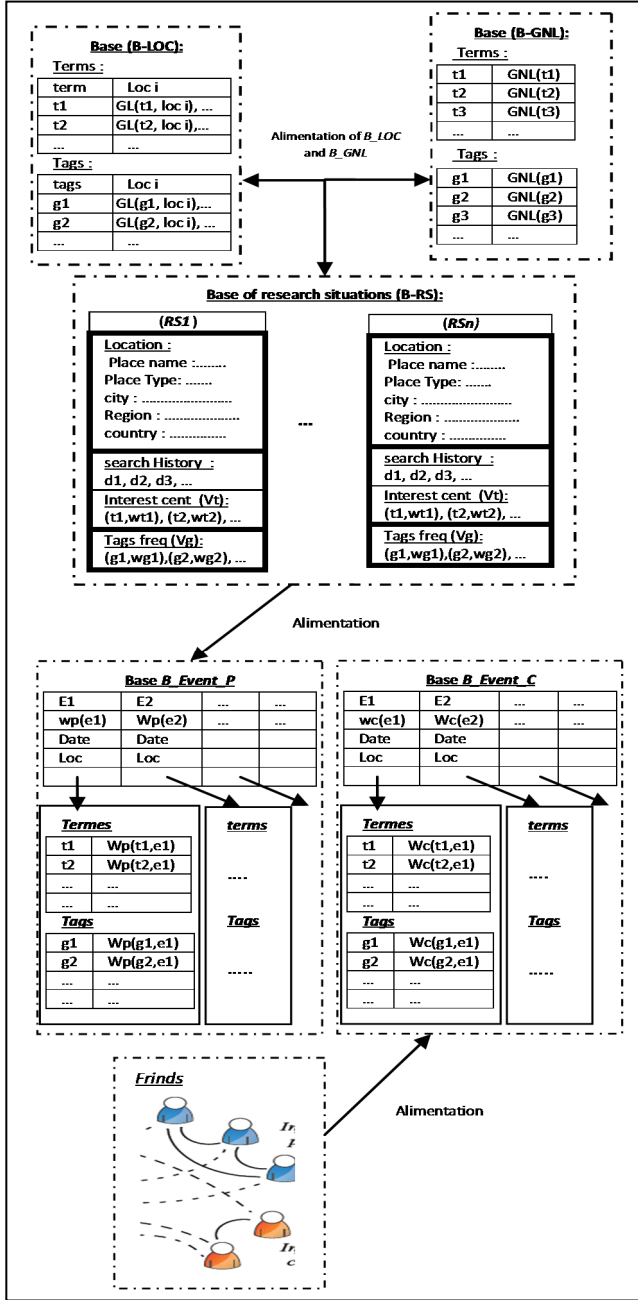 Base (B-LOC):
Terms :
term Loc i
t1 GL(t1, loc i), ...
t2 GL(t2, loc i),...
... ...
Tags :
tags Loc i
g1 GL(g1, loc i),...
g2 GL(g2, loc i),...
... ...
Alimentation of B_LOC
and B_GNL
Base (B-GNL):
Terms :
t1 GNL(t1)
t2 GNL(t2)
t3 GNL(t3)
... ...
Tags :
g1 GNL(g1)
g2 GNL(g2)
g3 GNL(g3)
... ...
Base of research situations (B-RS):
(RS1 )
Location :
Place name :........
Place Type: .......
city : .......................
Region : ...................
country : ...............
search History :
d1, d2, d3, ...
Interest cent (Vt):
(t1,wt1), (t2,wt2), ...
Tags freq (Vg):
(g1,wg1),(g2,wg2), ...
...
(RSn)
Location :
Place name :........
Place Type: .......
city : .......................
Region : ...................
country : ...............
search History :
d1, d2, d3, ...
Interest cent (Vt):
(t1,wt1), (t2,wt2), ...
Tags freq (Vg):
(g1,wg1),(g2,wg2), ...
Alimentation
Base B_Event_P
E1 E2 ... ...
wp(e1) Wp(e2) ... ...
Date Date
Loc Loc
Termes
t1 Wp(t1,e1)
t2 Wp(t2,e1)
... ...
... ...
Tags
g1 Wp(g1,e1)
g2 Wp(g2,e1)
... ...
... ...
terms
....
Tags
.....
Base B_Event_C
E1 E2 ... ...
wc(e1) Wc(e2) ... ...
Date Date
Loc Loc
Termes
t1 Wc(t1,e1)
t2 Wc(t2,e1)
... ...
... ...
Tags
g1 Wc(g1,e1)
g2 Wc(g2,e1)
... ...
... ...
terms
....
Tags
.....
Frinds
Alimentation